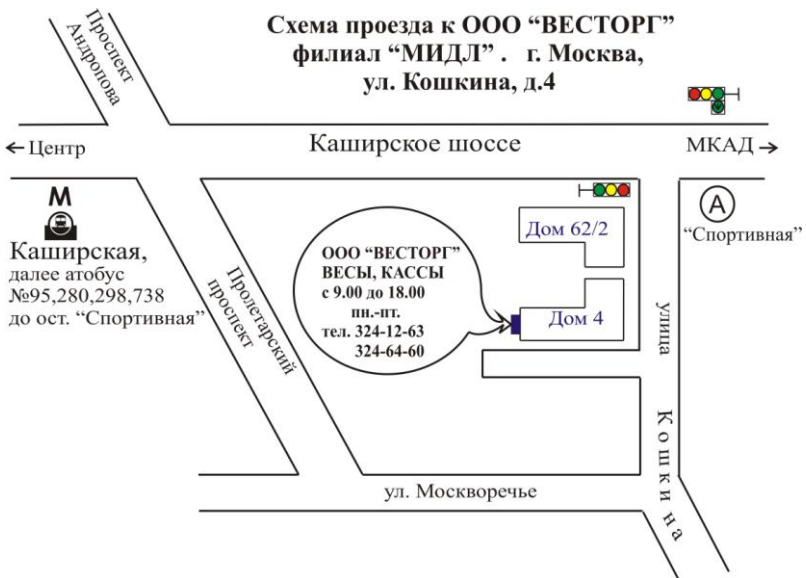 Схема проезда к ООО “ВЕСТОРГ”
филиал “МИДЛ” . г. Москва,
ул. Кошкина, д.4
Проспект
Андропова
←Центр
Каширское шоссе
МКАД→
М
Каширская,
далее атобус
№95,280,298,738
до ост. “Спортивная”
А
“Спортивная”
Пролетарский
проспект
ООО “ВЕСТОРГ”
ВЕСЫ, КАССЫ
с 9.00 до 18.00
пн.-пт.
тел. 324-12-63
324-64-60
Дом 62/2
Дом 4
улица Кошкина
ул. Москворечье